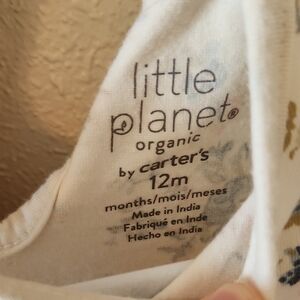 little
planet®
organic
by carter's
12m
months/mois/meses
Made in India
Fabriqué en Inde
Hecho en India